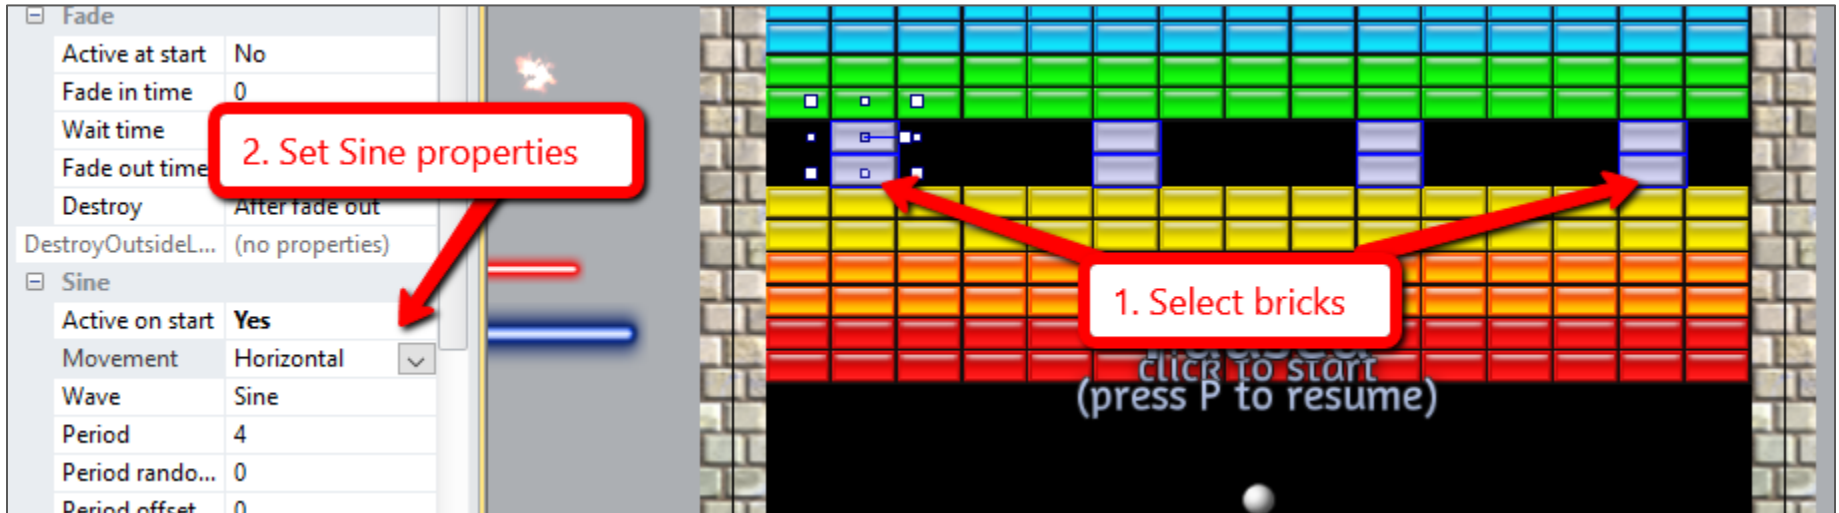 Fade
Active at start No
Fade in time 0
Wait time
Fade out time
Destroy After fade out
DestroyOutsideL... (no properties)
Sine
Active on start Yes
Movement Horizontal
Wave Sine
Period 4
Period rando... 0
Period offset 0
2. Set Sine properties
1. Select bricks
click to start
(press P to resume)